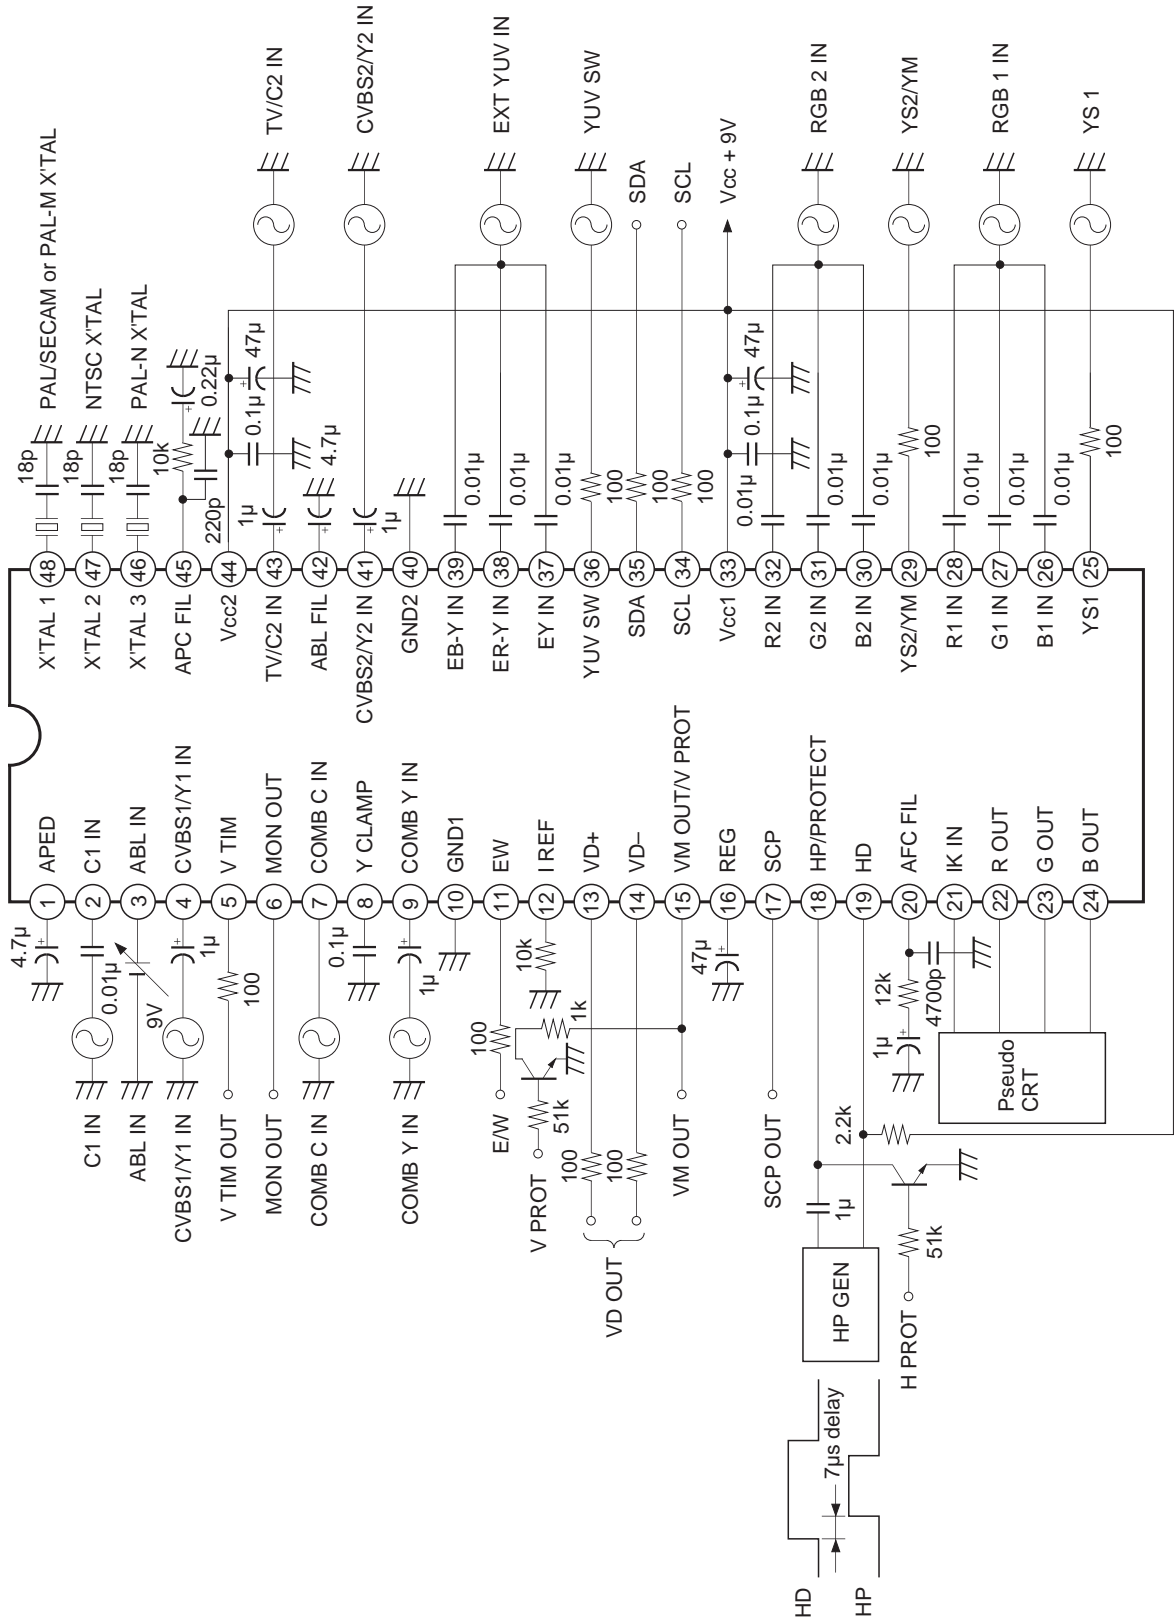 PAL/SECAM or PAL-M X'TAL
NTSC X'TAL
PAL-N X'TAL
TV/C2 IN
CVBS2/Y2 IN
EXT YUV IN
YUV SW
SDA
SCL
Vcc + 9V
RGB 2 IN
YS2/YM
RGB 1 IN
YS 1
18p
18p
18p
10k
0.22µ
220p
0.1µ
47µ
1µ
4.7µ
1µ
0.01µ
0.01µ
0.01µ
100
100
100
0.1µ
47µ
0.01µ
0.01µ
0.01µ
100
0.01µ
0.01µ
0.01µ
100
48
47
46
45
44
43
42
41
40
39
38
37
36
35
34
33
32
31
30
29
28
27
26
25
X'TAL 1
X'TAL 2
X'TAL 3
APC FIL
Vcc2
TV/C2 IN
ABL FIL
CVBS2/Y2 IN
GND2
EB-Y IN
ER-Y IN
EY IN
YUV SW
SDA
SCL
Vcc1
R2 IN
G2 IN
B2 IN
YS2/YM
R1 IN
G1 IN
B1 IN
YS1
APED
C1 IN
ABL IN
CVBS1/Y1 IN
V TIM
MON OUT
COMB C IN
Y CLAMP
COMB Y IN
GND1
EW
I REF
VD+
VD–
VM OUT/V PROT
REG
SCP
HP/PROTECT
HD
AFC FIL
IK IN
R OUT
G OUT
B OUT
1
2
3
4
5
6
7
8
9
10
11
12
13
14
15
16
17
18
19
20
21
22
23
24
4.7µ
0.01µ
9V
1µ
100
0.1µ
1µ
100
10k
1k
51k
100
100
47µ
12k
1µ
4700p
2.2k
1µ
51k
C1 IN
ABL IN
CVBS1/Y1 IN
V TIM OUT
MON OUT
COMB C IN
COMB Y IN
E/W
V PROT
VD OUT
VM OUT
SCP OUT
HP GEN
H PROT
Pseudo
CRT
HD
HP
7µs delay